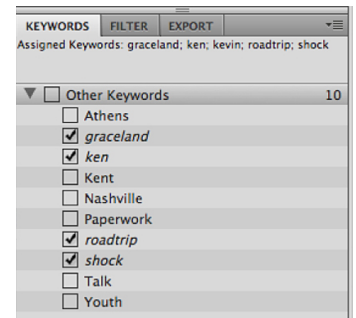 KEYWORDS FILTER EXPORT
Assigned Keywords: graceland; ken; kevin; roadtrip; shock
Other Keywords 10
Athens
graceland
ken
Kent
Nashville
Paperwork
roadtrip
shock
Talk
Youth